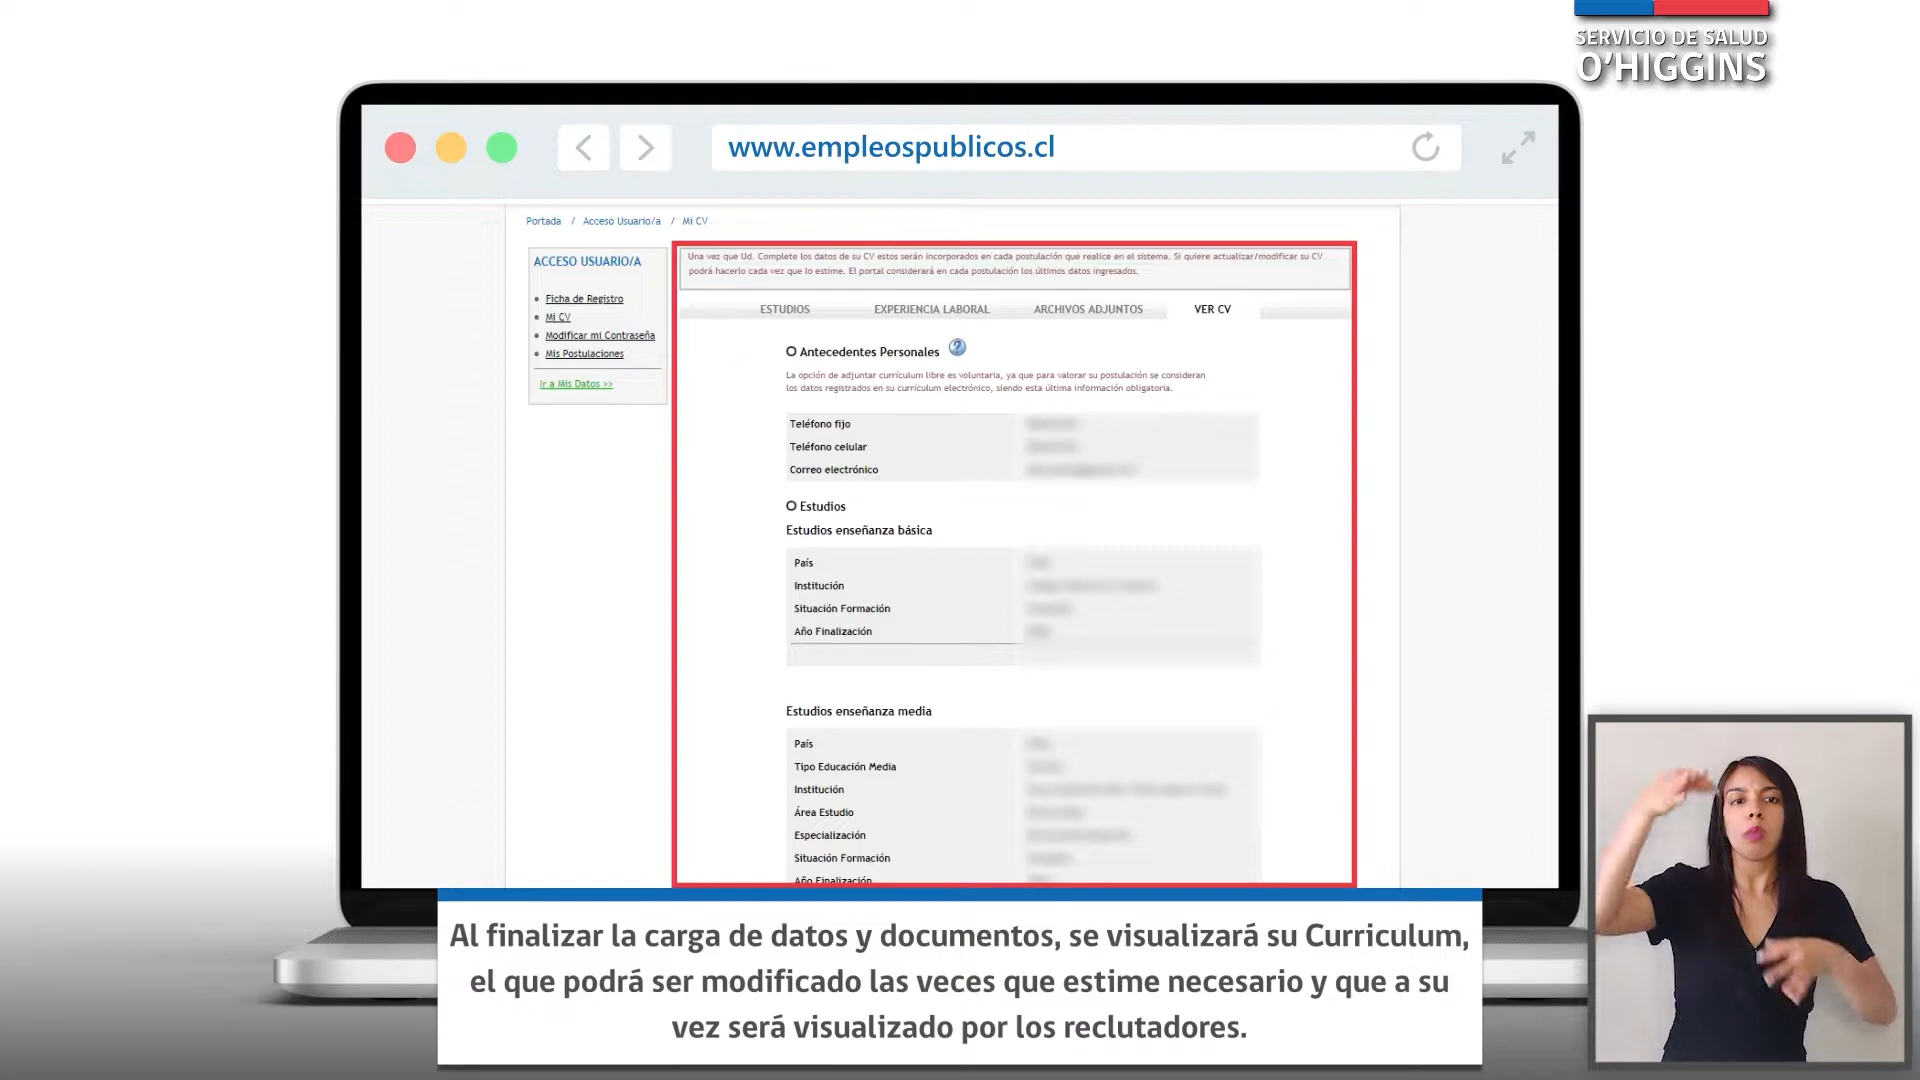 SERVICIO DE SALUD
O'HIGGINS
www.empleospublicos.cl
Portada / Acceso Usuario/a / Mi CV
ACCESO USUARIO/A
Ficha de Registro
Mi CV
Modificar mi Contraseña
Mis Postulaciones
Ir a Mis Datos >>
Una vez que Ud. Complete los datos de su CV estos serán incorporados en cada postulación que realice en el sistema. Si quiere actualizar/modificar su CV
podrá hacerlo cada vez que lo estime. El portal considerará en cada postulación los últimos datos ingresados.
ESTUDIOS EXPERIENCIA LABORAL ARCHIVOS ADJUNTOS VER CV
Antecedentes Personales
La opción de adjuntar currículum libre es voluntaria, ya que para valorar su postulación se consideran
los datos registrados en su currículum electrónico, siendo esta última información obligatoria.
Teléfono fijo
Teléfono celular
Correo electrónico
Estudios
Estudios enseñanza básica
País
Institución
Situación Formación
Año Finalización
Estudios enseñanza media
País
Tipo Educación Media
Institución
Área Estudio
Especialización
Situación Formación
Año Finalización
Al finalizar la carga de datos y documentos, se visualizará su Curriculum,
el que podrá ser modificado las veces que estime necesario y que a su
vez será visualizado por los reclutadores.